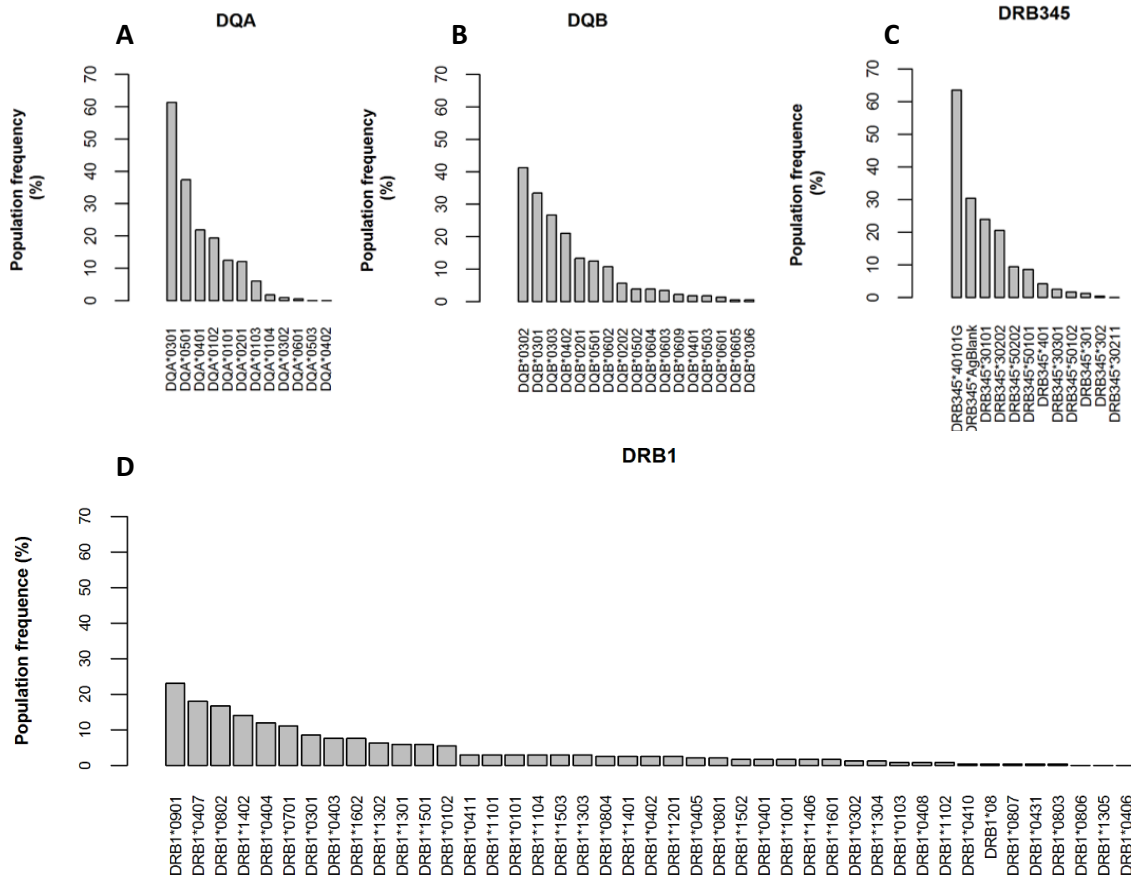 A
DQA
Population frequency
(%)
70
60
50
40
30
20
10
0
DQA*0301
DQA*0501
DQA*0401
DQA*0102
DQA*0101
DQA*0201
DQA*0103
DQA*0104
DQA*0302
DQA*0601
DQA*0503
DQA*0402
B
DQB
Population frequency
(%)
70
60
50
40
30
20
10
0
DQB*0302
DQB*0301
DQB*0303
DQB*0402
DQB*0201
DQB*0501
DQB*0602
DQB*0202
DQB*0502
DQB*0604
DQB*0603
DQB*0609
DQB*0401
DQB*0503
DQB*0601
DQB*0605
DQB*0306
C
DRB345
Population frequence
(%)
70
60
50
40
30
20
10
0
DRB345*40101G
DRB345*AgBlank
DRB345*30101
DRB345*30202
DRB345*50202
DRB345*50101
DRB345*401
DRB345*30301
DRB345*50102
DRB345*301
DRB345*302
DRB345*30211
D
DRB1
Population frequence (%)
70
60
50
40
30
20
10
0
DRB1*0901
DRB1*0407
DRB1*0802
DRB1*1402
DRB1*0404
DRB1*0701
DRB1*0301
DRB1*0403
DRB1*1602
DRB1*1302
DRB1*1301
DRB1*1501
DRB1*0102
DRB1*0411
DRB1*1101
DRB1*0101
DRB1*1104
DRB1*1503
DRB1*1303
DRB1*0804
DRB1*1401
DRB1*0402
DRB1*1201
DRB1*0405
DRB1*0801
DRB1*1502
DRB1*0401
DRB1*1001
DRB1*1406
DRB1*1601
DRB1*0302
DRB1*1304
DRB1*0103
DRB1*0408
DRB1*1102
DRB1*0410
DRB1*08
DRB1*0807
DRB1*0431
DRB1*0803
DRB1*0806
DRB1*1305
DRB1*0406